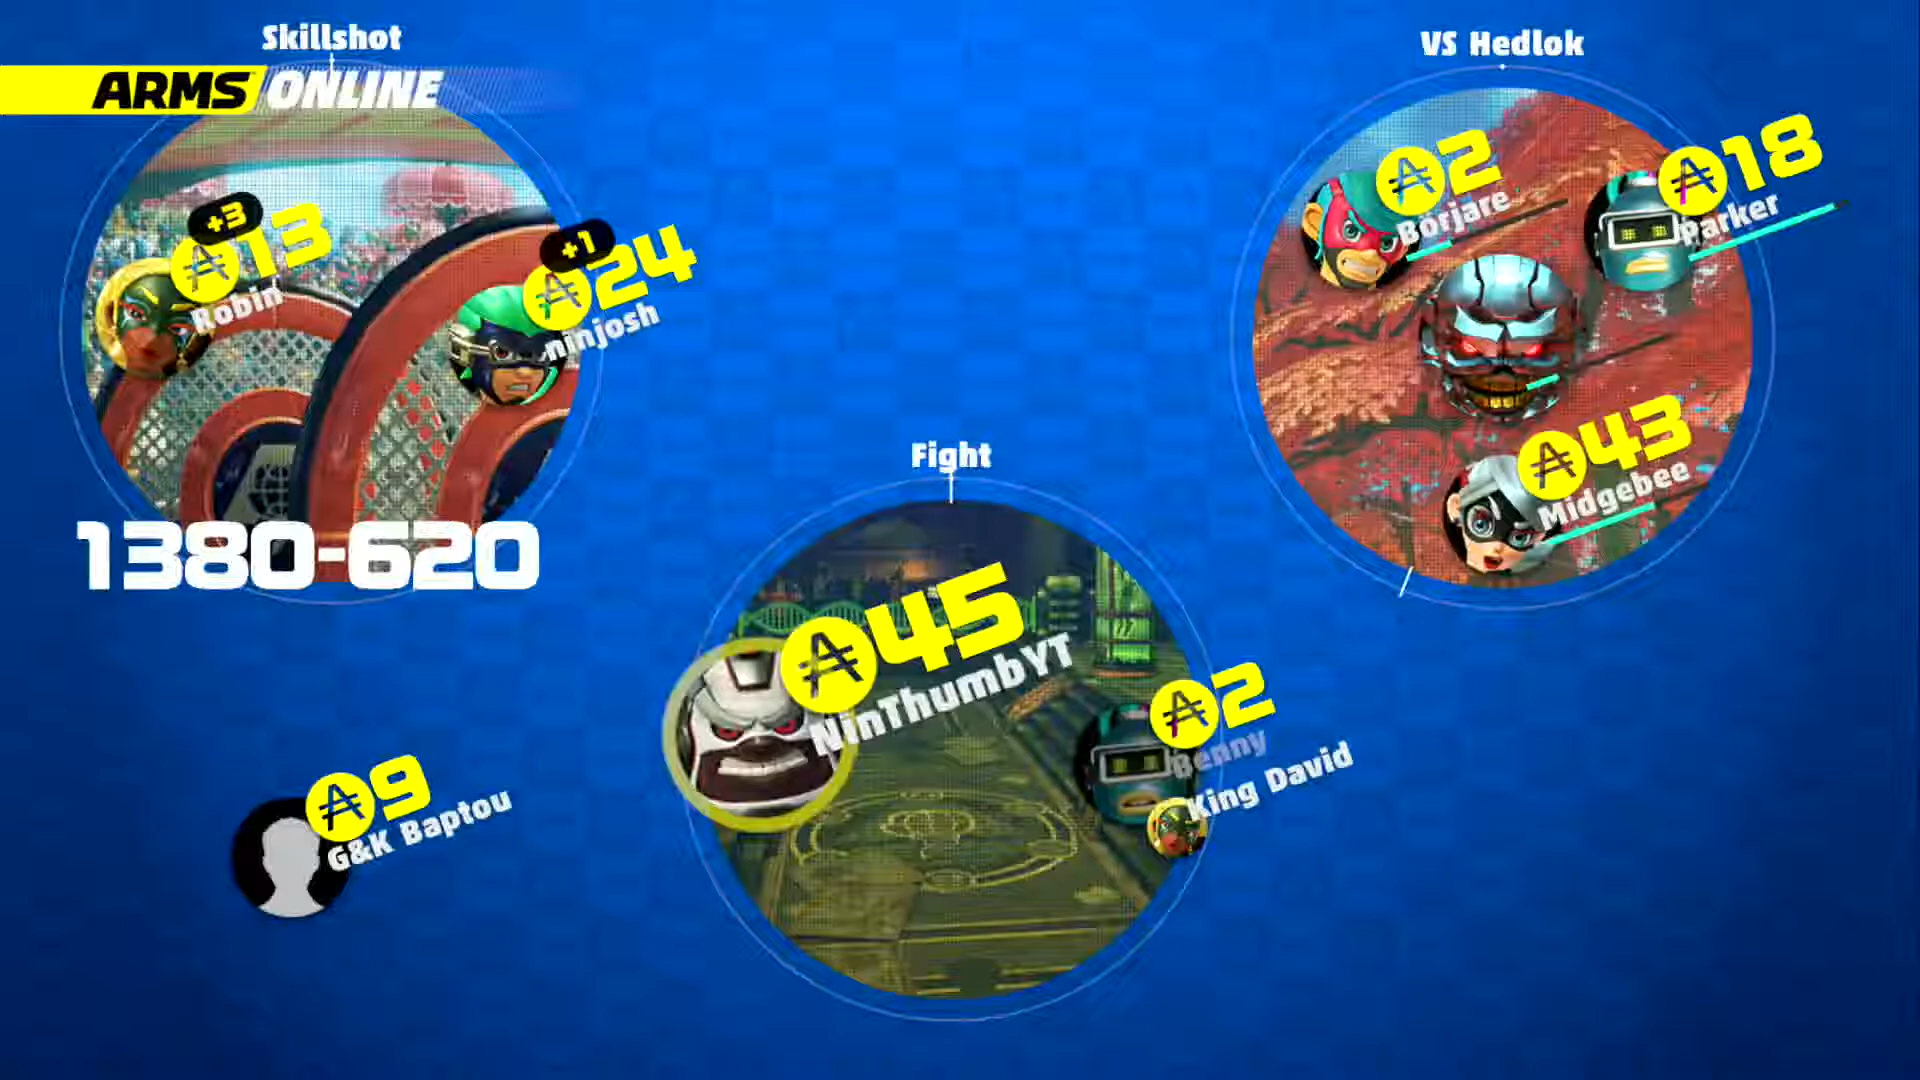 Skillshot
ARMS ONLINE
+3
13
Robin
+1
24
ninjosh
1380-620
VS Hedlok
2
Borjare
18
Parker
43
Midgebee
Fight
45
NinThumbYT
2
Benny
King David
9
G&K Baptou